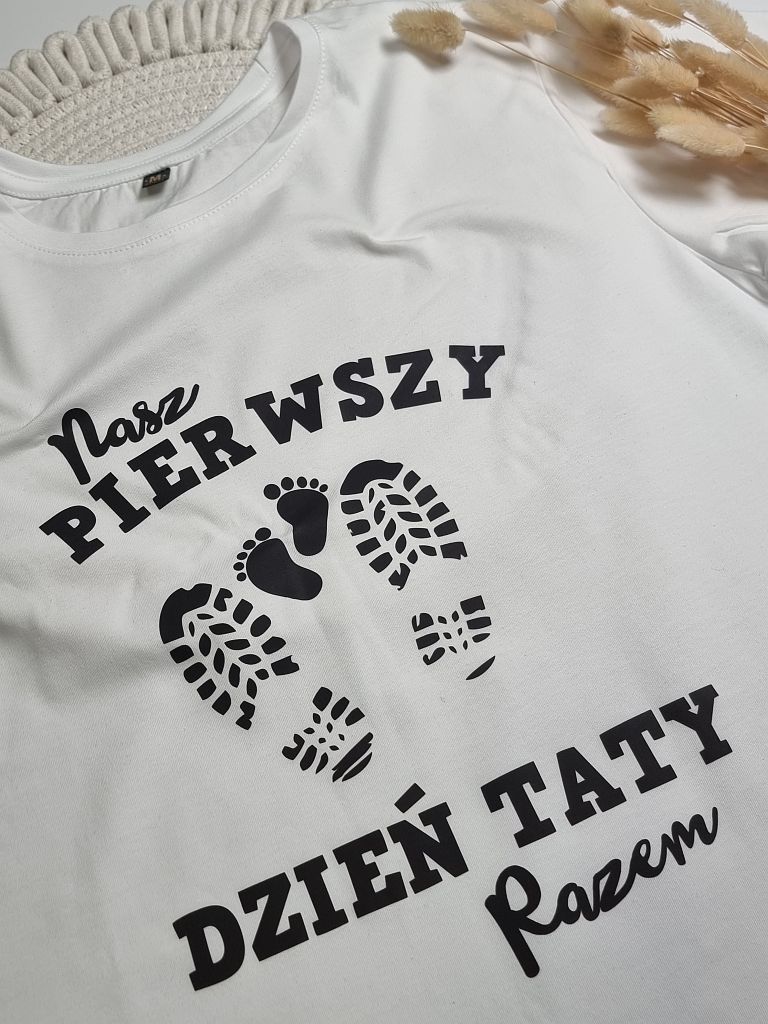 M
Nasz
PIERWSZY
DZIEŃ TATY
Razem